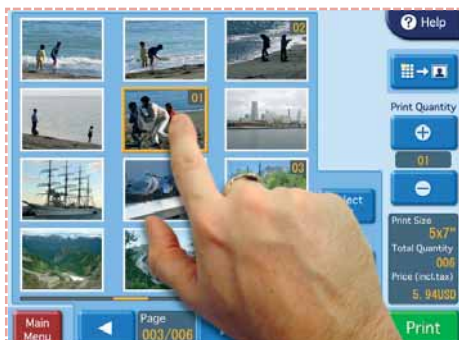 02
? Help
01
Print Quantity
01
03
Print Size
5x7"
Total Quantity
006
Price (incl.tax)
5, 94USD
Main
Menu
Page
003/006
Print